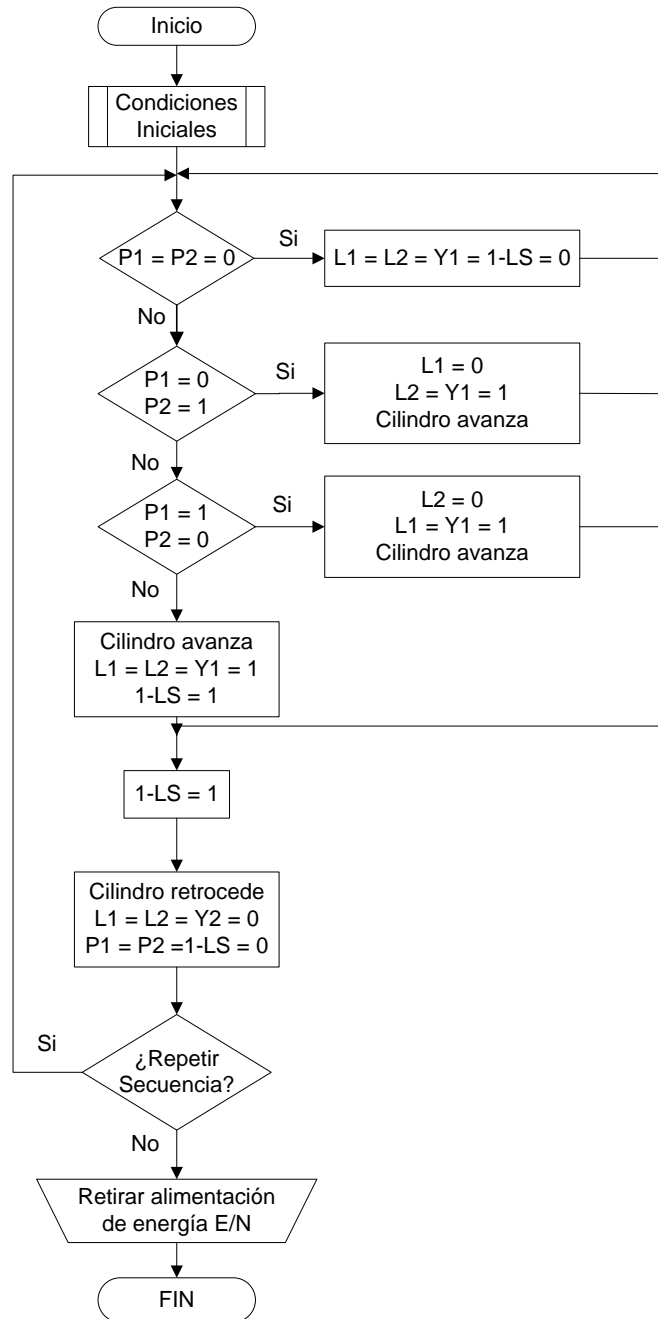 Inicio
Condiciones
Iniciales
P1 = P2 = 0
Si
L1 = L2 = Y1 = 1-LS = 0
No
P1 = 0
P2 = 1
Si
L1 = 0
L2 = Y1 = 1
Cilindro avanza
No
P1 = 1
P2 = 0
Si
L2 = 0
L1 = Y1 = 1
Cilindro avanza
No
Cilindro avanza
L1 = L2 = Y1 = 1
1-LS = 1
1-LS = 1
Cilindro retrocede
L1 = L2 = Y2 = 0
P1 = P2 =1-LS = 0
Si
¿Repetir
Secuencia?
No
Retirar alimentación
de energía E/N
FIN